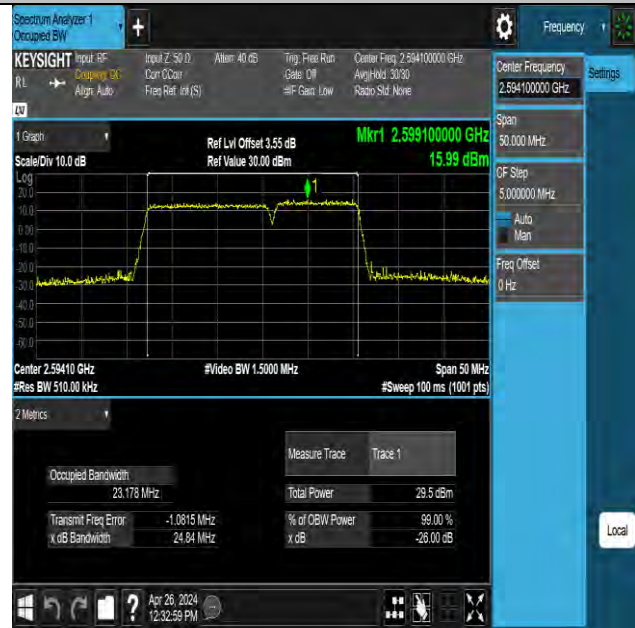 Spectrum Analyzer 1
Occupied BW
Frequency
KEYSIGHT
Input: RF
Coupling: DC
Align: Auto
RL
LXI
Input Z: 50 Ω
Corr CCorr
Freq Ref: Int (S)
Atten: 40 dB
Trig: Free Run
Gate: Off
#IF Gain: Low
Center Freq: 2.594100000 GHz
Avg|Hold: 30/30
Radio Std: None
Center Frequency
2.594100000 GHz
Settings
Span
50.000 MHz
CF Step
5.000000 MHz
Auto
Man
Freq Offset
0 Hz
1 Graph
Scale/Div 10.0 dB
Ref Lvl Offset 3.55 dB
Ref Value 30.00 dBm
Mkr1 2.599100000 GHz
15.99 dBm
Log
20.0
10.0
0.00
-10.0
-20.0
-30.0
-40.0
-50.0
-60.0
1
Center 2.59410 GHz
#Res BW 510.00 kHz
#Video BW 1.5000 MHz
Span 50 MHz
#Sweep 100 ms (1001 pts)
2 Metrics
Measure Trace
Trace 1
Occupied Bandwidth
23.178 MHz
Total Power
29.5 dBm
Transmit Freq Error
-1.0815 MHz
% of OBW Power
99.00 %
x dB Bandwidth
24.84 MHz
x dB
-26.00 dB
Local
?
Apr 26, 2024
12:32:59 PM